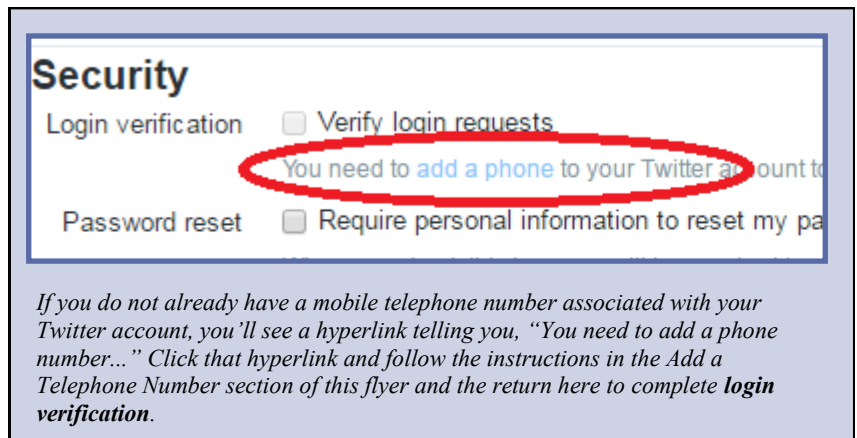 Security
Login verification Verify login requests
You need to add a phone to your Twitter account to
Password reset Require personal information to reset my pa
If you do not already have a mobile telephone number associated with your
Twitter account, you’ll see a hyperlink telling you, “You need to add a phone
number...” Click that hyperlink and follow the instructions in the Add a
Telephone Number section of this flyer and the return here to complete login
verification.